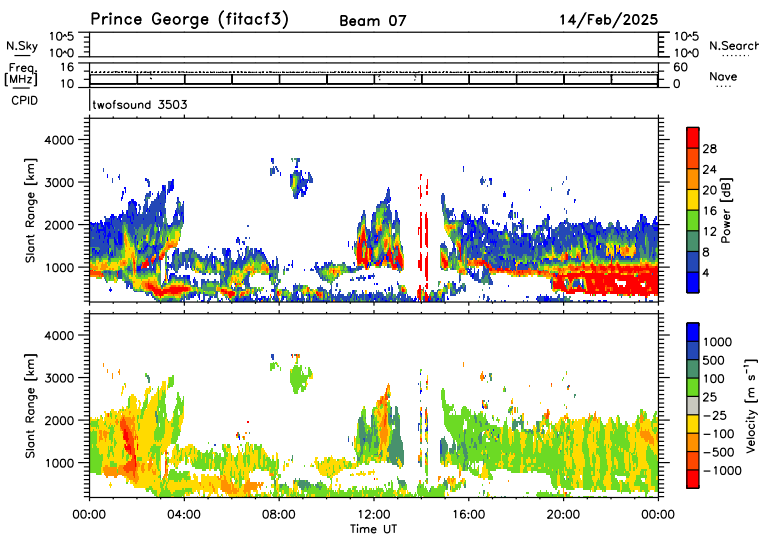 Prince George (fitacf3) Beam 07 14/Feb/2025
N.Sky 10^5 10^5 N.Search
10^0 10^0
Freq. 16 60
[MHz] 10 0 Nave
CPID twofsound 3503
4000
3000
2000
1000
Slant Range [km]
28
24
20
16
12
8
4
Power [dB]
4000
3000
2000
1000
Slant Range [km]
1000
500
100
25
-25
-100
-500
-1000
Velocity [m s⁻¹]
00:00 04:00 08:00 12:00 16:00 20:00 00:00
Time UT